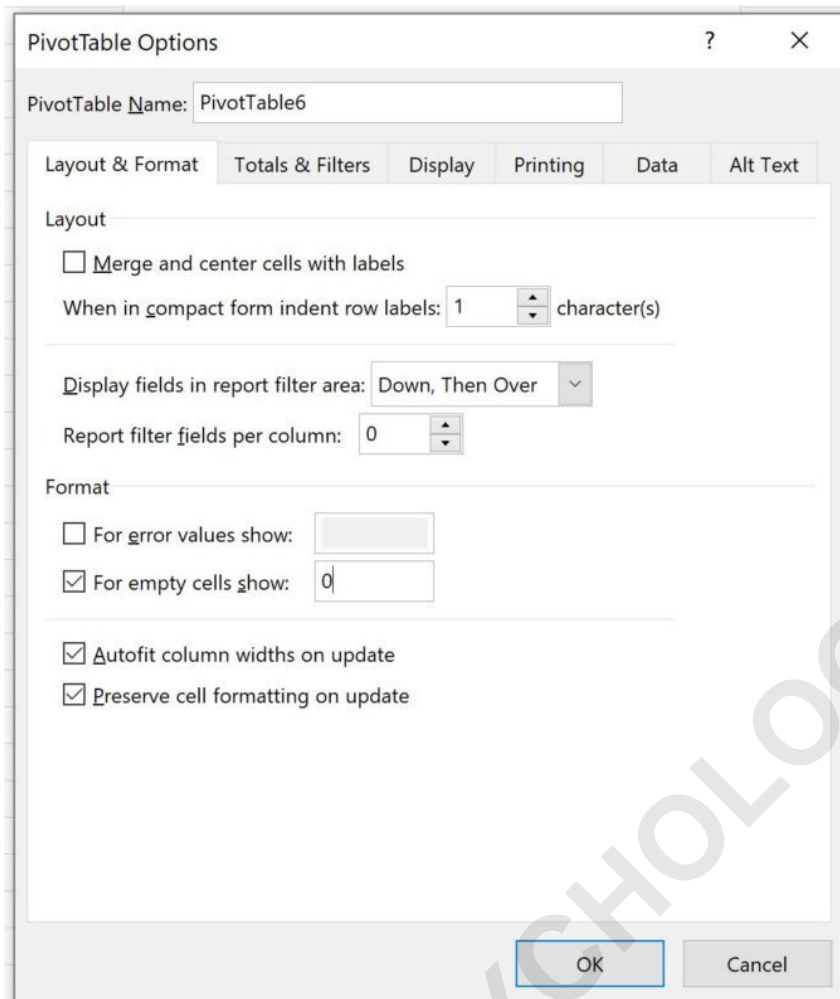 PivotTable Options ? ×
PivotTable Name: PivotTable6
Layout & Format Totals & Filters Display Printing Data Alt Text
Layout
Merge and center cells with labels
When in compact form indent row labels: 1 character(s)
Display fields in report filter area: Down, Then Over
Report filter fields per column: 0
Format
For error values show:
For empty cells show: 0
Autofit column widths on update
Preserve cell formatting on update
OK Cancel
YCHOLO